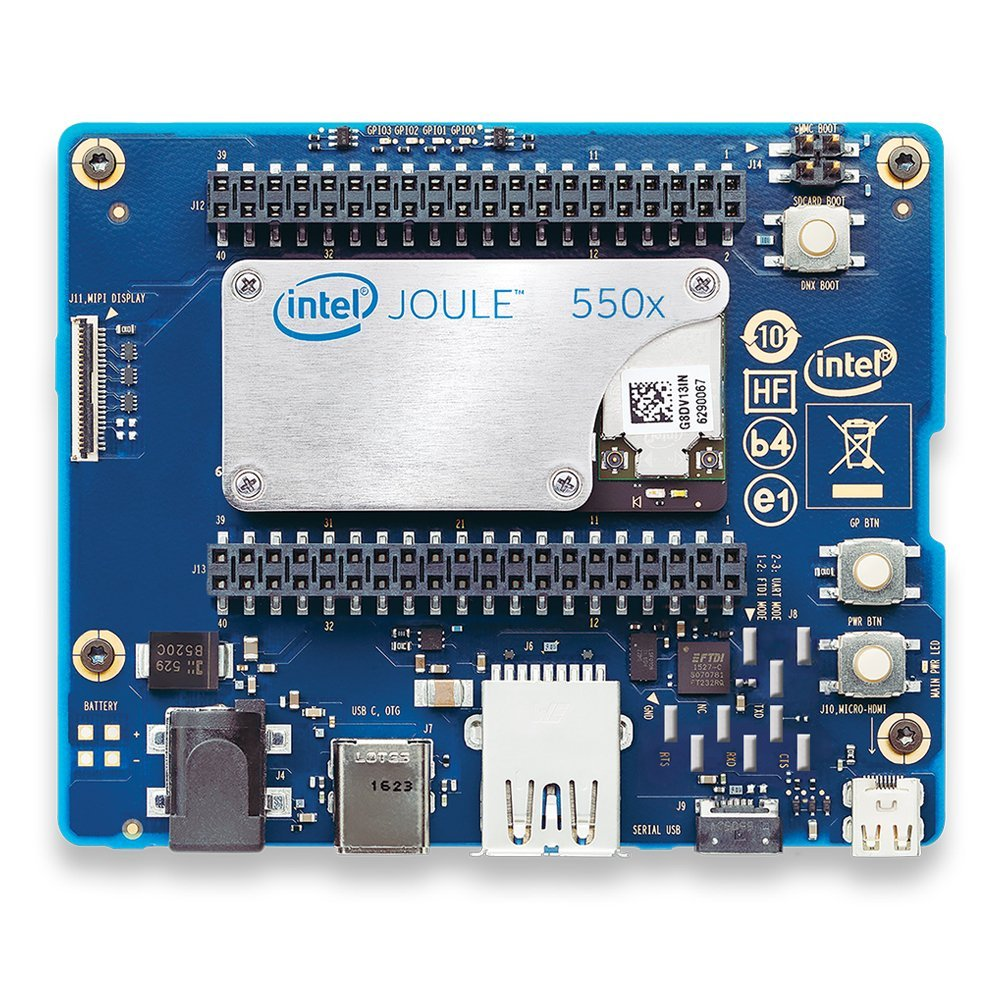 GPIO3 GPIO2 GPIO1 GPIO0
eMMC BOOT
39
11
1
J14
J12
SDCARD BOOT
40
32
12
2
DNX BOOT
J11,MIPI DISPLAY
intel JOULE™ 550x
10
intel®
HF
G8DV13IN
6290067
b4
6
e1
39
31
21
11
1
GP BTN
J13
2-3: UART MODE
1-2: FTDI MODE
40
32
12
J8
PWR BTN
529
B520C
J6
FTDI
1527-C
S070781
FT232RQ
MAIN PWR LED
BATTERY
USB C, OTG
GND
NC
TXD
J10,MICRO-HDMI
+
J7
-
LOTES
1623
J4
RTS
RXD
CTS
J9
SERIAL USB